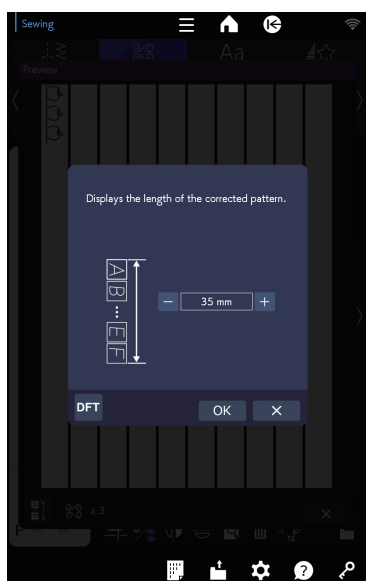 Sewing
Aa
Preview
Displays the length of the corrected pattern.
A
B
E
F
35 mm
DFT
OK
x 3